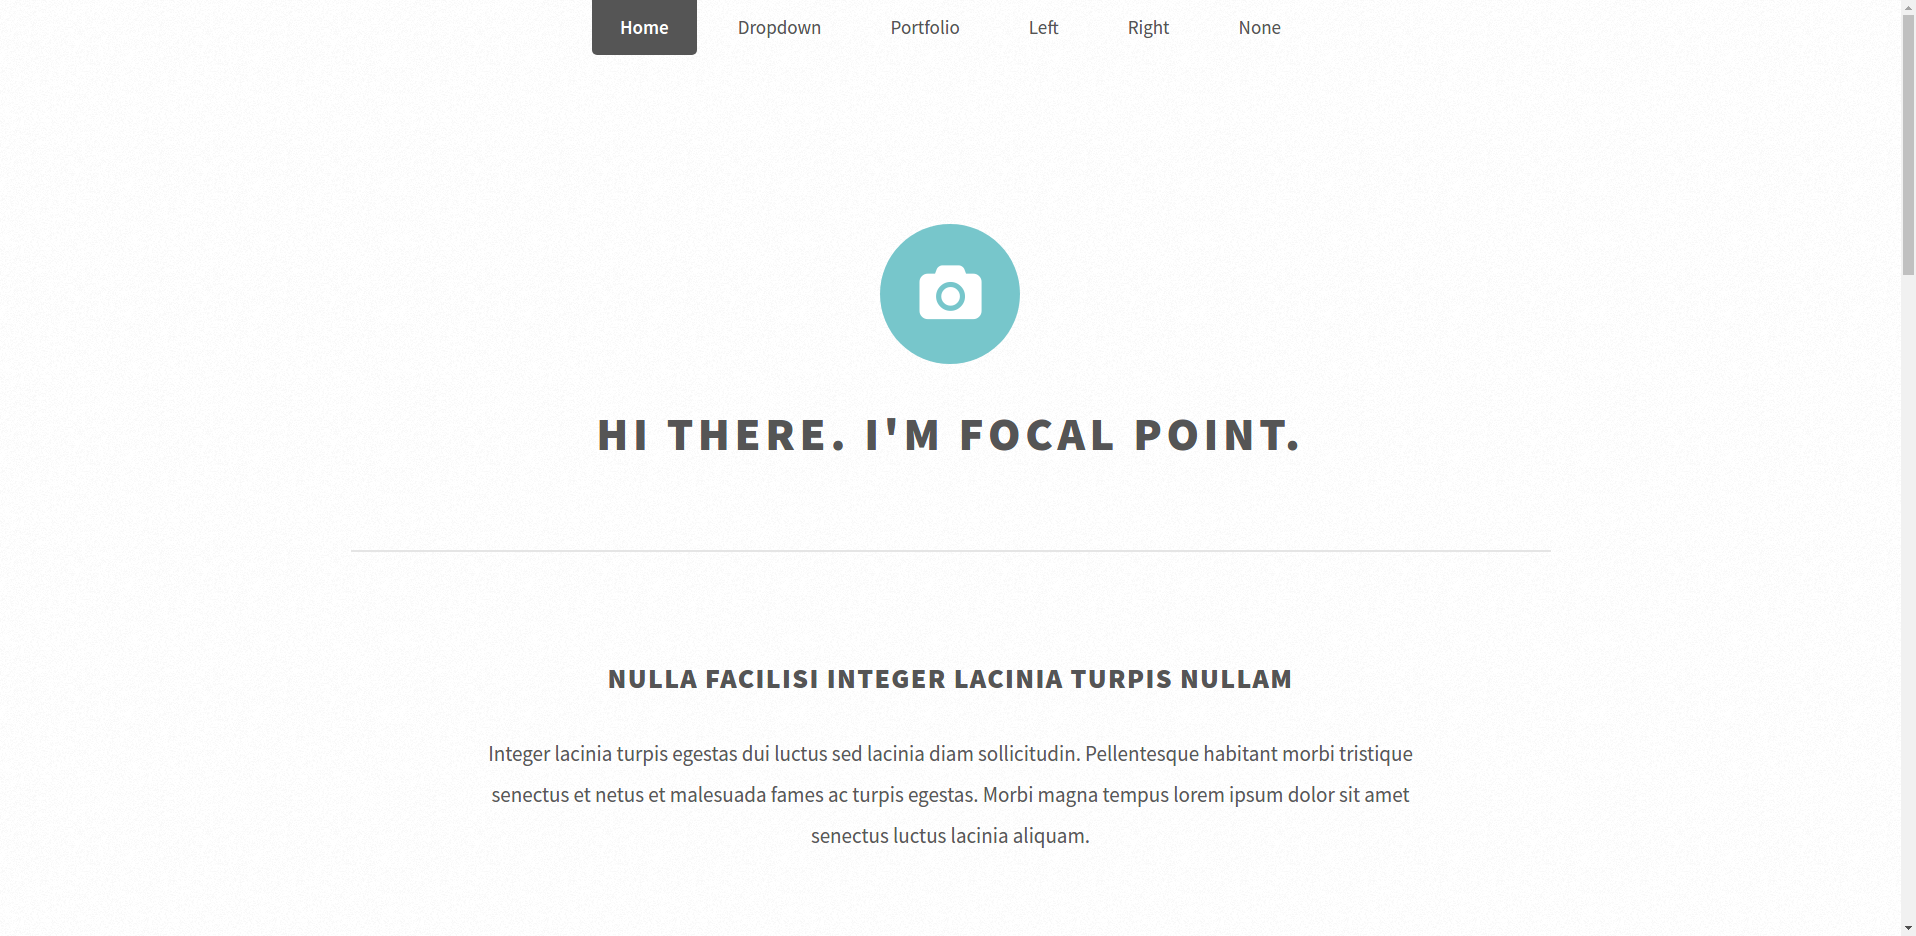 Home
Dropdown
Portfolio
Left
Right
None
HI THERE. I'M FOCAL POINT.
NULLA FACILISI INTEGER LACINIA TURPIS NULLAM
Integer lacinia turpis egestas dui luctus sed lacinia diam sollicitudin. Pellentesque habitant morbi tristique
senectus et netus et malesuada fames ac turpis egestas. Morbi magna tempus lorem ipsum dolor sit amet
senectus luctus lacinia aliquam.